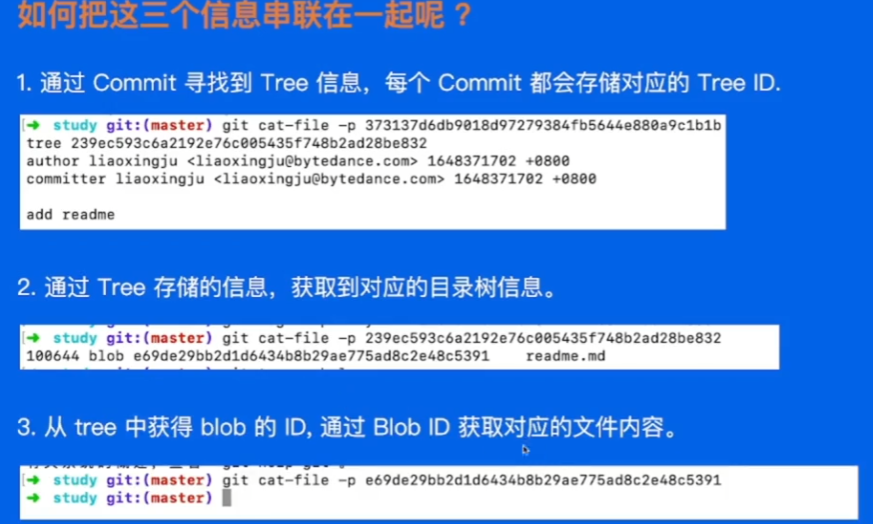 如何把这三个信息串联在一起呢？
1. 通过 Commit 寻找到 Tree 信息，每个 Commit 都会存储对应的 Tree ID.
[➜ study git:(master) git cat-file -p 373137d6db9018d97279384fb5644e880a9c1b1b
tree 239ec593c6a2192e76c005435f748b2ad28be832
author liaoxingju <liaoxingju@bytedance.com> 1648371702 +0800
committer liaoxingju <liaoxingju@bytedance.com> 1648371702 +0800
add readme
2. 通过 Tree 存储的信息，获取到对应的目录树信息。
[➜ study git:(master) git cat-file -p 239ec593c6a2192e76c005435f748b2ad28be832
100644 blob e69de29bb2d1d6434b8b29ae775ad8c2e48c5391 readme.md
3. 从 tree 中获得 blob 的 ID, 通过 Blob ID 获取对应的文件内容。
[➜ study git:(master) git cat-file -p e69de29bb2d1d6434b8b29ae775ad8c2e48c5391
➜ study git:(master)